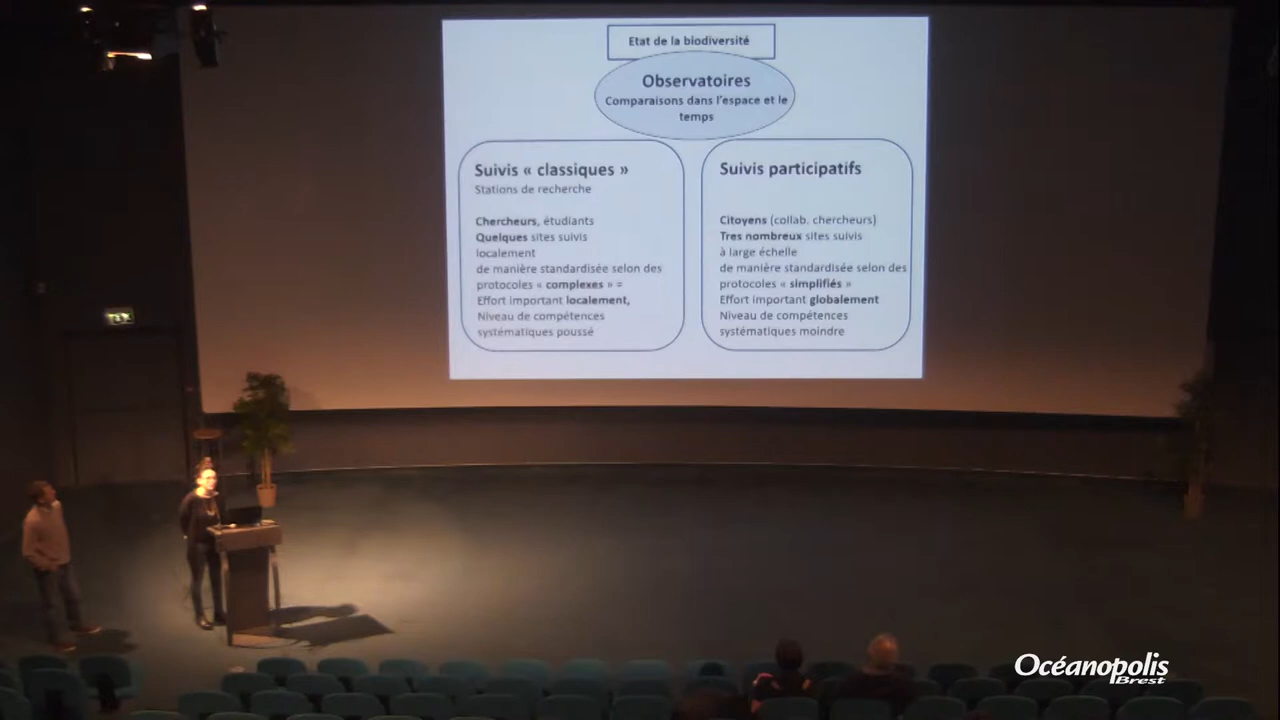 Etat de la biodiversité
Observatoires
Comparaisons dans l'espace et le
temps
Suivis « classiques »
Stations de recherche
Chercheurs, étudiants
Quelques sites suivis
localement
de manière standardisée selon des
protocoles « complexes » =
Effort important localement,
Niveau de compétences
systématiques poussé
Suivis participatifs
Citoyens (collab. chercheurs)
Tres nombreux sites suivis
à large échelle
de manière standardisée selon des
protocoles « simplifiés »
Effort important globalement
Niveau de compétences
systématiques moindre
Océanopolis
Brest